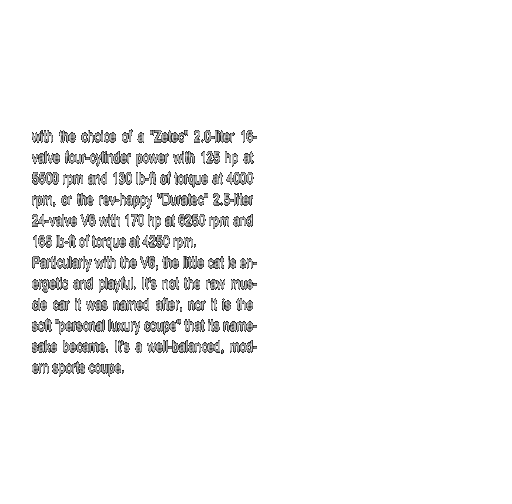 with the choice of a "Zetec" 2.0-liter 16-
valve four-cylinder power with 125 hp at
5500 rpm and 130 lb-ft of torque at 4000
rpm, or the rev-happy "Duratec" 2.5-liter
24-valve V6 with 170 hp at 6250 rpm and
165 lb-ft of torque at 4250 rpm.
Particularly with the V6, the little cat is en-
ergetic and playful. It's not the raw mus-
cle car it was named after, nor it is the
soft "personal luxury coupe" that its name-
sake became. It's a well-balanced, mod-
ern sports coupe.